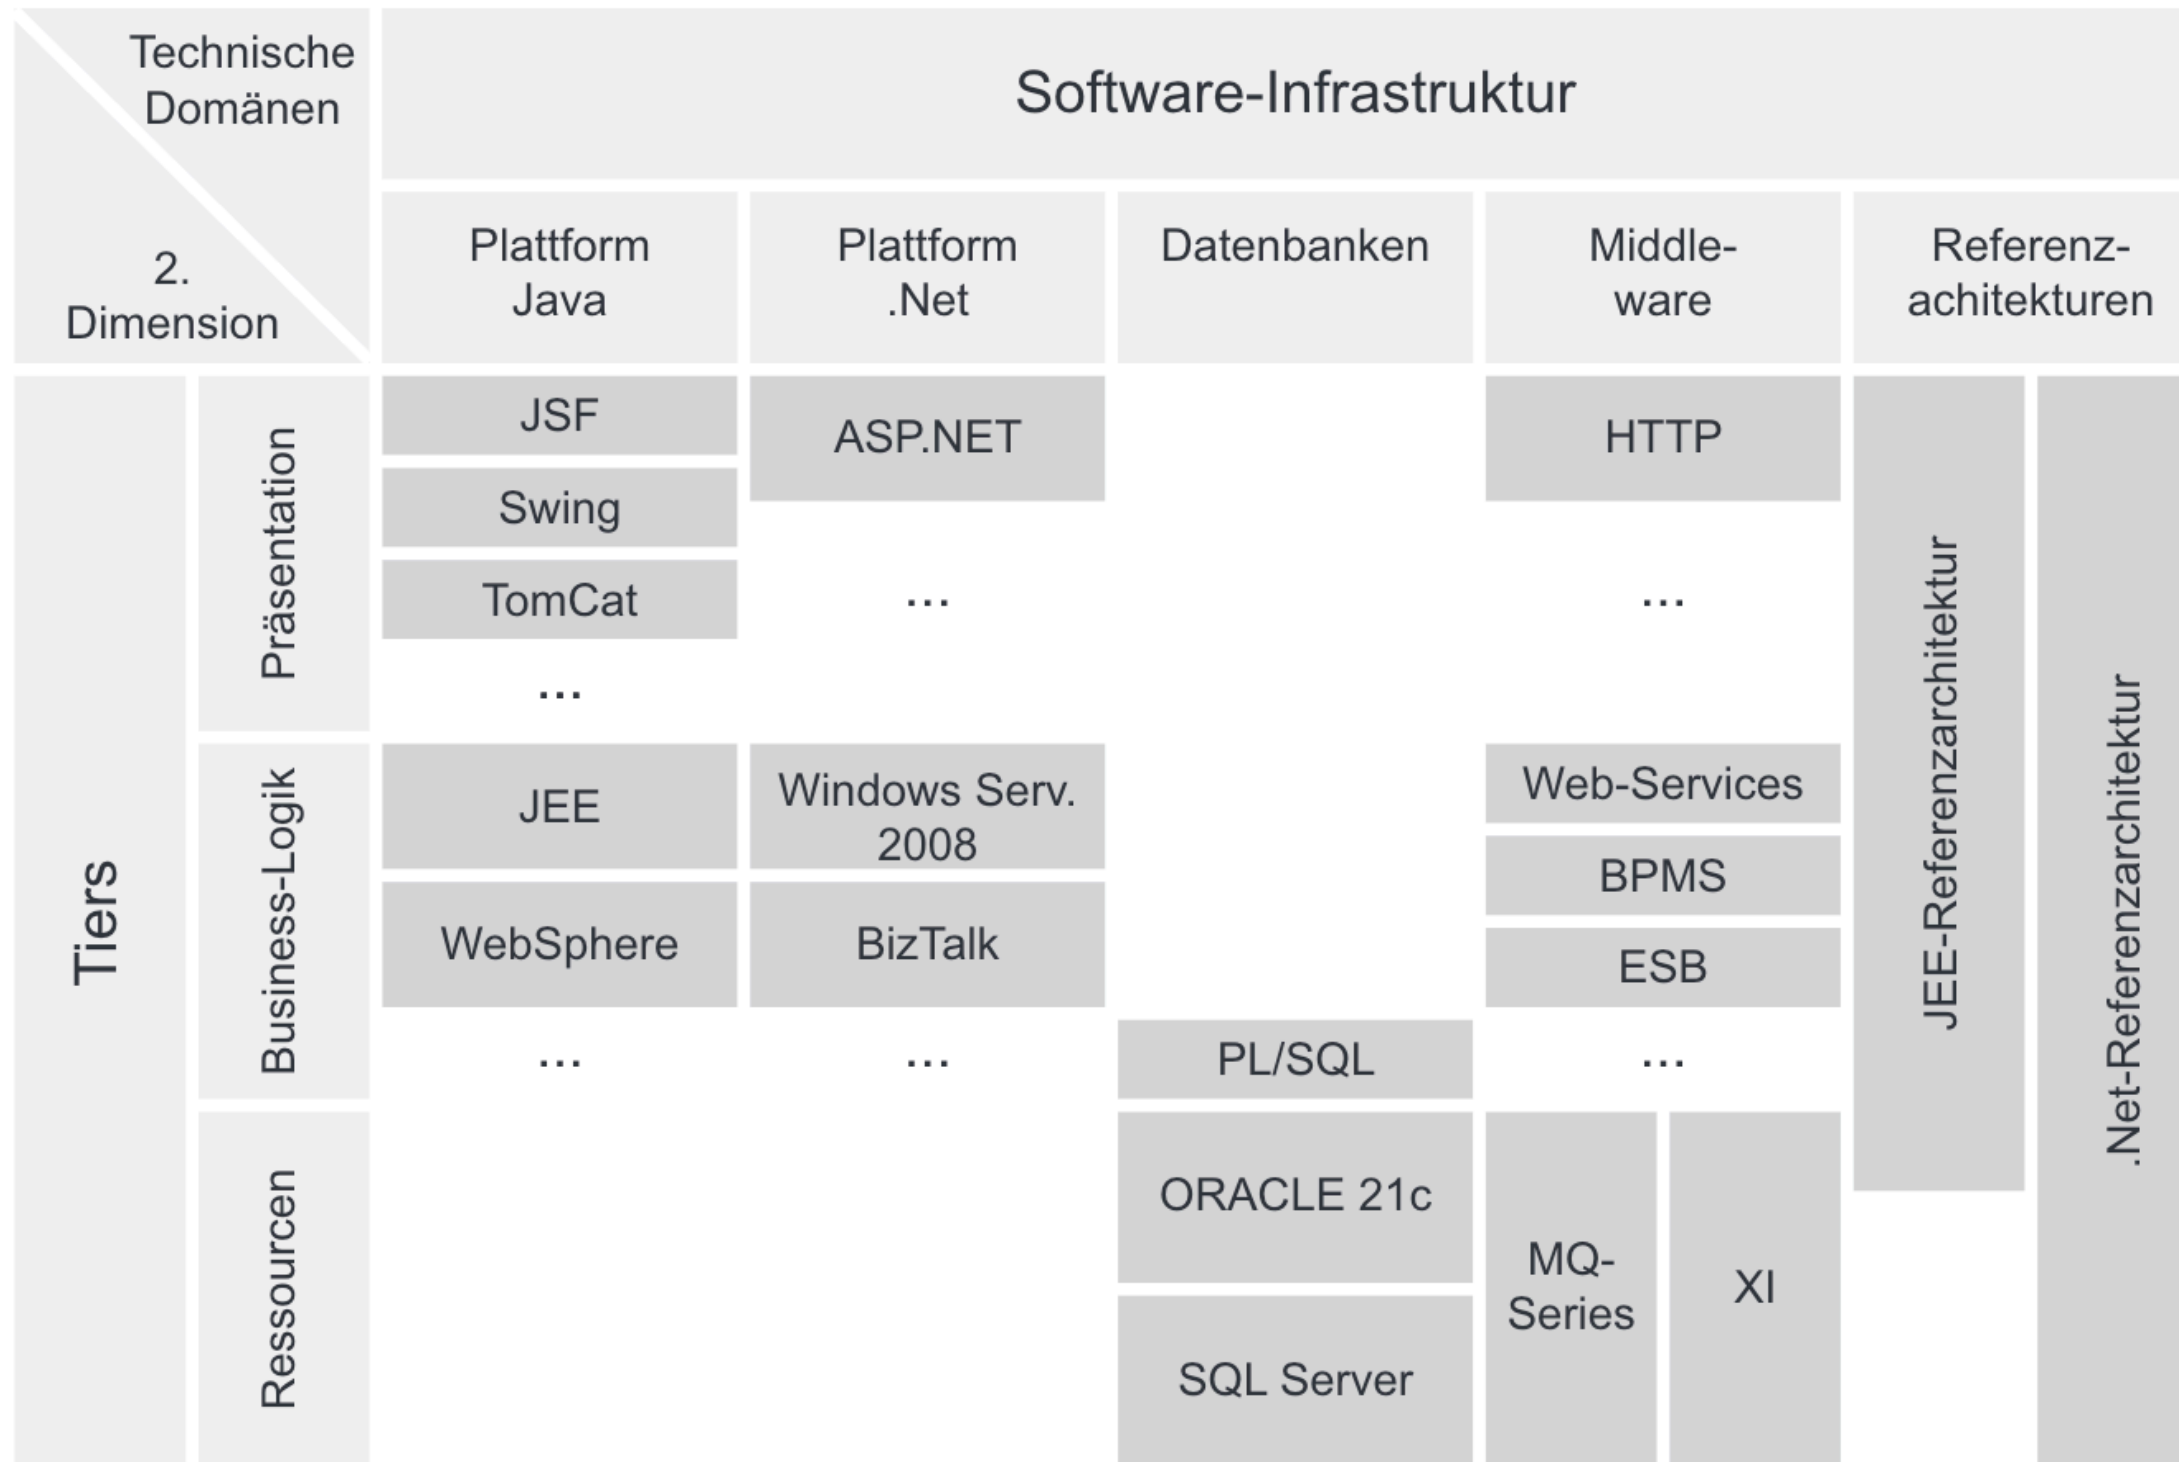 Technische
Domänen
2.
Dimension
Software-Infrastruktur
Plattform
Java
Plattform
.Net
Datenbanken
Middle-
ware
Referenz-
achitekturen
Tiers
Präsentation
JSF
Swing
TomCat
...
ASP.NET
...
HTTP
...
Business-Logik
JEE
WebSphere
...
Windows Serv.
2008
BizTalk
...
PL/SQL
Web-Services
BPMS
ESB
...
Ressourcen
ORACLE 21c
SQL Server
MQ-
Series
XI
JEE-Referenzarchitektur
.Net-Referenzarchitektur